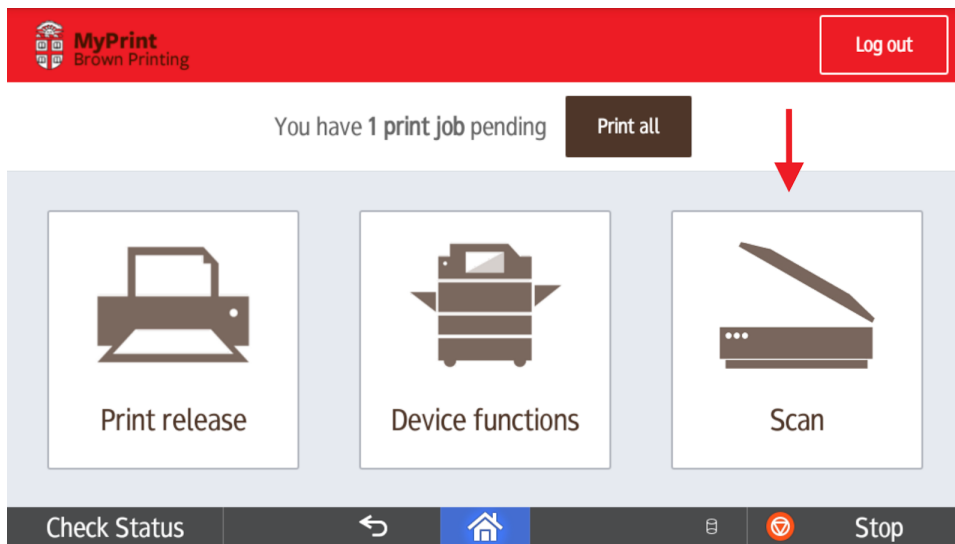 MyPrint
Brown Printing
Log out
You have 1 print job pending
Print all
Print release
Device functions
Scan
Check Status
Stop